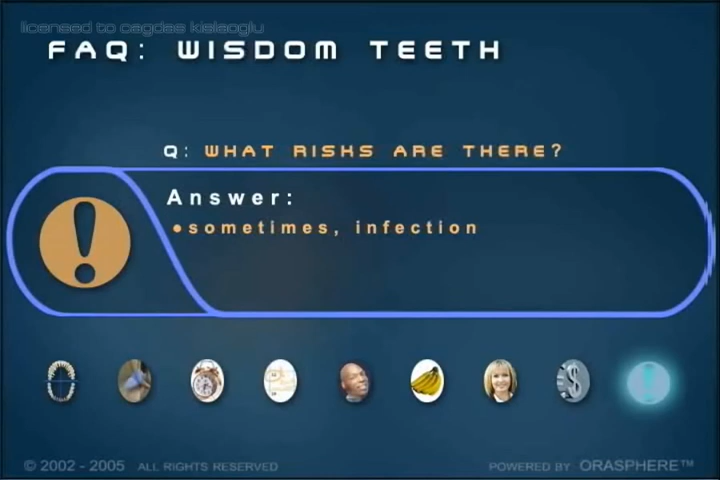 licensed to cagdas kislaoglu
FAQ: WISDOM TEETH
Q: WHAT RISKS ARE THERE?
Answer:
•sometimes, infection
© 2002 - 2005 ALL RIGHTS RESERVED
POWERED BY ORASPHERE™